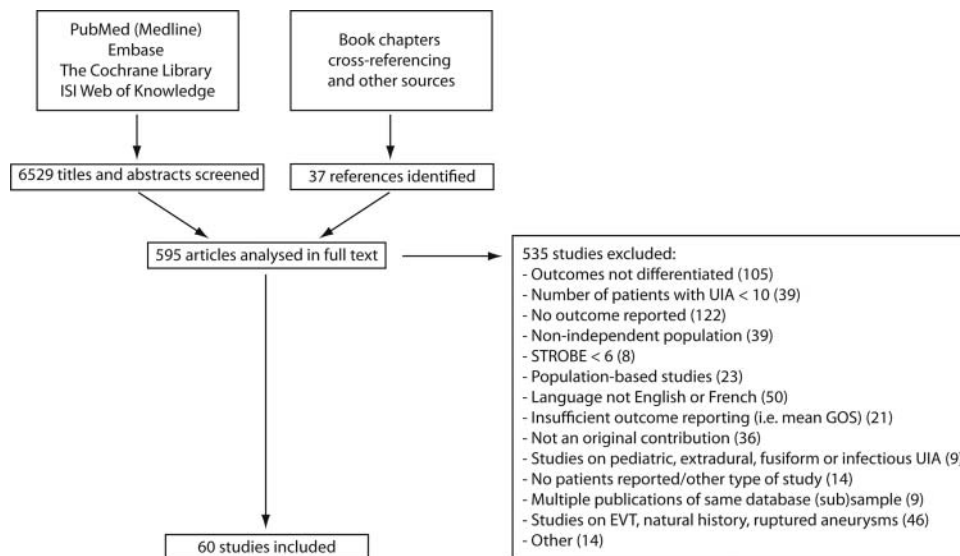 PubMed (Medline)
Embase
The Cochrane Library
ISI Web of Knowledge
Book chapters
cross-referencing
and other sources
6529 titles and abstracts screened
37 references identified
595 articles analysed in full text
535 studies excluded:
- Outcomes not differentiated (105)
- Number of patients with UIA < 10 (39)
- No outcome reported (122)
- Non-independent population (39)
- STROBE < 6 (8)
- Population-based studies (23)
- Language not English or French (50)
- Insufficient outcome reporting (i.e. mean GOS) (21)
- Not an original contribution (36)
- Studies on pediatric, extradural, fusiform or infectious UIA (9)
- No patients reported/other type of study (14)
- Multiple publications of same database (sub)sample (9)
- Studies on EVT, natural history, ruptured aneurysms (46)
- Other (14)
60 studies included